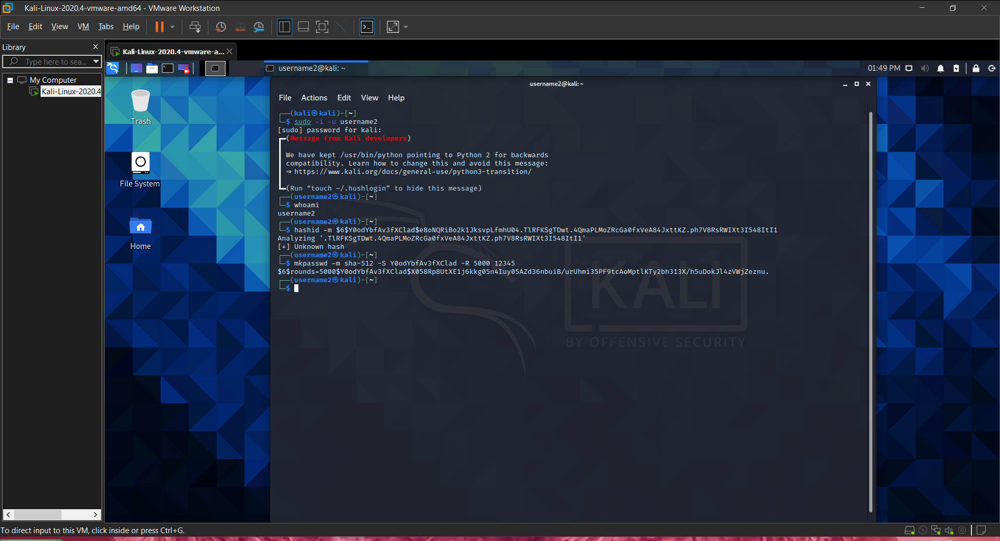 Kali-Linux-2020.4-vmware-amd64 - VMware Workstation
File Edit View VM Tabs Help
Library
Type here to sea...
My Computer
Kali-Linux-2020.4
Kali-Linux-2020.4-vmware-a...
username2@kali: ~
01:49 PM
Trash
File System
Home
username2@kali: ~
File Actions Edit View Help
┌──(kali㉿kali)-[~]
└─$ sudo -i -u username2
[sudo] password for kali:
┏━(Message from Kali developers)
┃ We have kept /usr/bin/python pointing to Python 2 for backwards
┃ compatibility. Learn how to change this and avoid this message:
┃ ⇒ https://www.kali.org/docs/general-use/python3-transition/
┗━(Run “touch ~/.hushlogin” to hide this message)
┌──(username2㉿kali)-[~]
└─$ whoami
username2
┌──(username2㉿kali)-[~]
└─$ hashid -m $6$Y0odYbfAv3fXClad$e8oNQRiBo2k1JksvpLfmhU04.TlRFKSgTDwt.4QmaPLMoZRcGa0fxVeA84JxttKZ.ph7V8RsRWIXt3I548ItI1
Analyzing '.TlRFKSgTDwt.4QmaPLMoZRcGa0fxVeA84JxttKZ.ph7V8RsRWIXt3I548ItI1'
[+] Unknown hash
┌──(username2㉿kali)-[~]
└─$ mkpasswd -m sha-512 -S Y0odYbfAv3fXClad -R 5000 12345
$6$rounds=5000$Y0odYbfAv3fXClad$X058Rp8UtXE1j6kkg05n4Iuy05AZd36nbuiB/urUhmi35PF9tcAoMptlKTy2bh313X/h5uDokJl4zVWjZeznu.
┌──(username2㉿kali)-[~]
└─$
KALI
BY OFFENSIVE SECURITY
To direct input to this VM, click inside or press Ctrl+G.